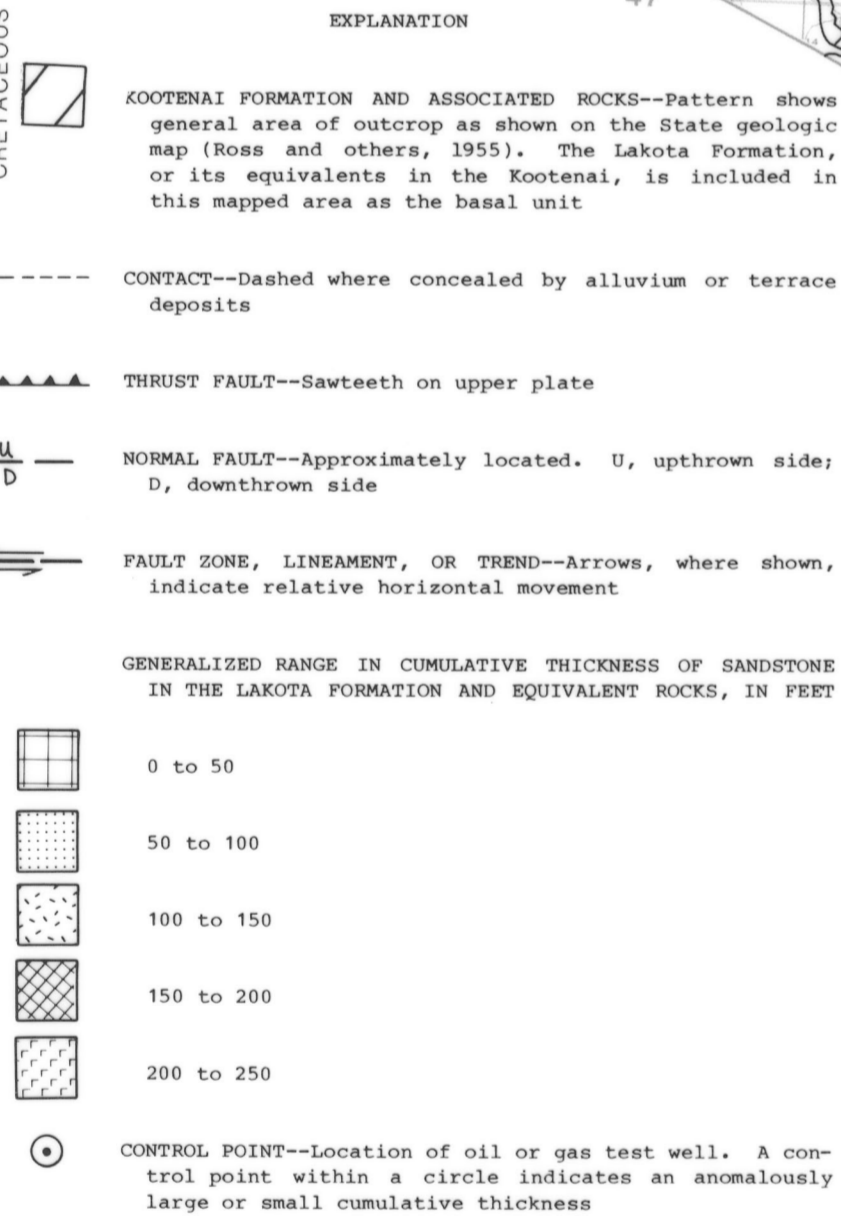 EXPLANATION
CRETACEOUS
KOOTENAI FORMATION AND ASSOCIATED ROCKS--Pattern shows
general area of outcrop as shown on the State geologic
map (Ross and others, 1955). The Lakota Formation,
or its equivalents in the Kootenai, is included in
this mapped area as the basal unit
CONTACT--Dashed where concealed by alluvium or terrace
deposits
THRUST FAULT--Sawteeth on upper plate
U
D
NORMAL FAULT--Approximately located. U, upthrown side;
D, downthrown side
FAULT ZONE, LINEAMENT, OR TREND--Arrows, where shown,
indicate relative horizontal movement
GENERALIZED RANGE IN CUMULATIVE THICKNESS OF SANDSTONE
IN THE LAKOTA FORMATION AND EQUIVALENT ROCKS, IN FEET
0 to 50
50 to 100
100 to 150
150 to 200
200 to 250
CONTROL POINT--Location of oil or gas test well. A con-
trol point within a circle indicates an anomalously
large or small cumulative thickness